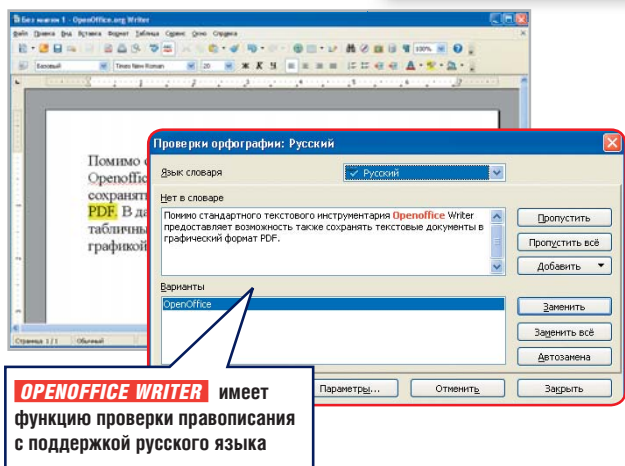 Без имени 1 - OpenOffice.org Writer
Файл Правка Вид Вставка Формат Таблица Сервис Окно Справка
100%
Базовый Times New Roman 20 Ж К Ч
Помимо
Openoffic
сохранять
PDF. В да
табличны
графикой
Страница 1 / 1 Обычный
Проверки орфографии: Русский
Язык словаря Русский
Нет в словаре
Помимо стандартного текстового инструментария Openoffice Writer
предоставляет возможность также сохранять текстовые документы в
графический формат PDF.
Пропустить
Пропустить всё
Добавить
Варианты
OpenOffice
Заменить
Заменить всё
Автозамена
Параметры... Отменить Закрыть
OPENOFFICE WRITER имеет
функцию проверки правописания
с поддержкой русского языка